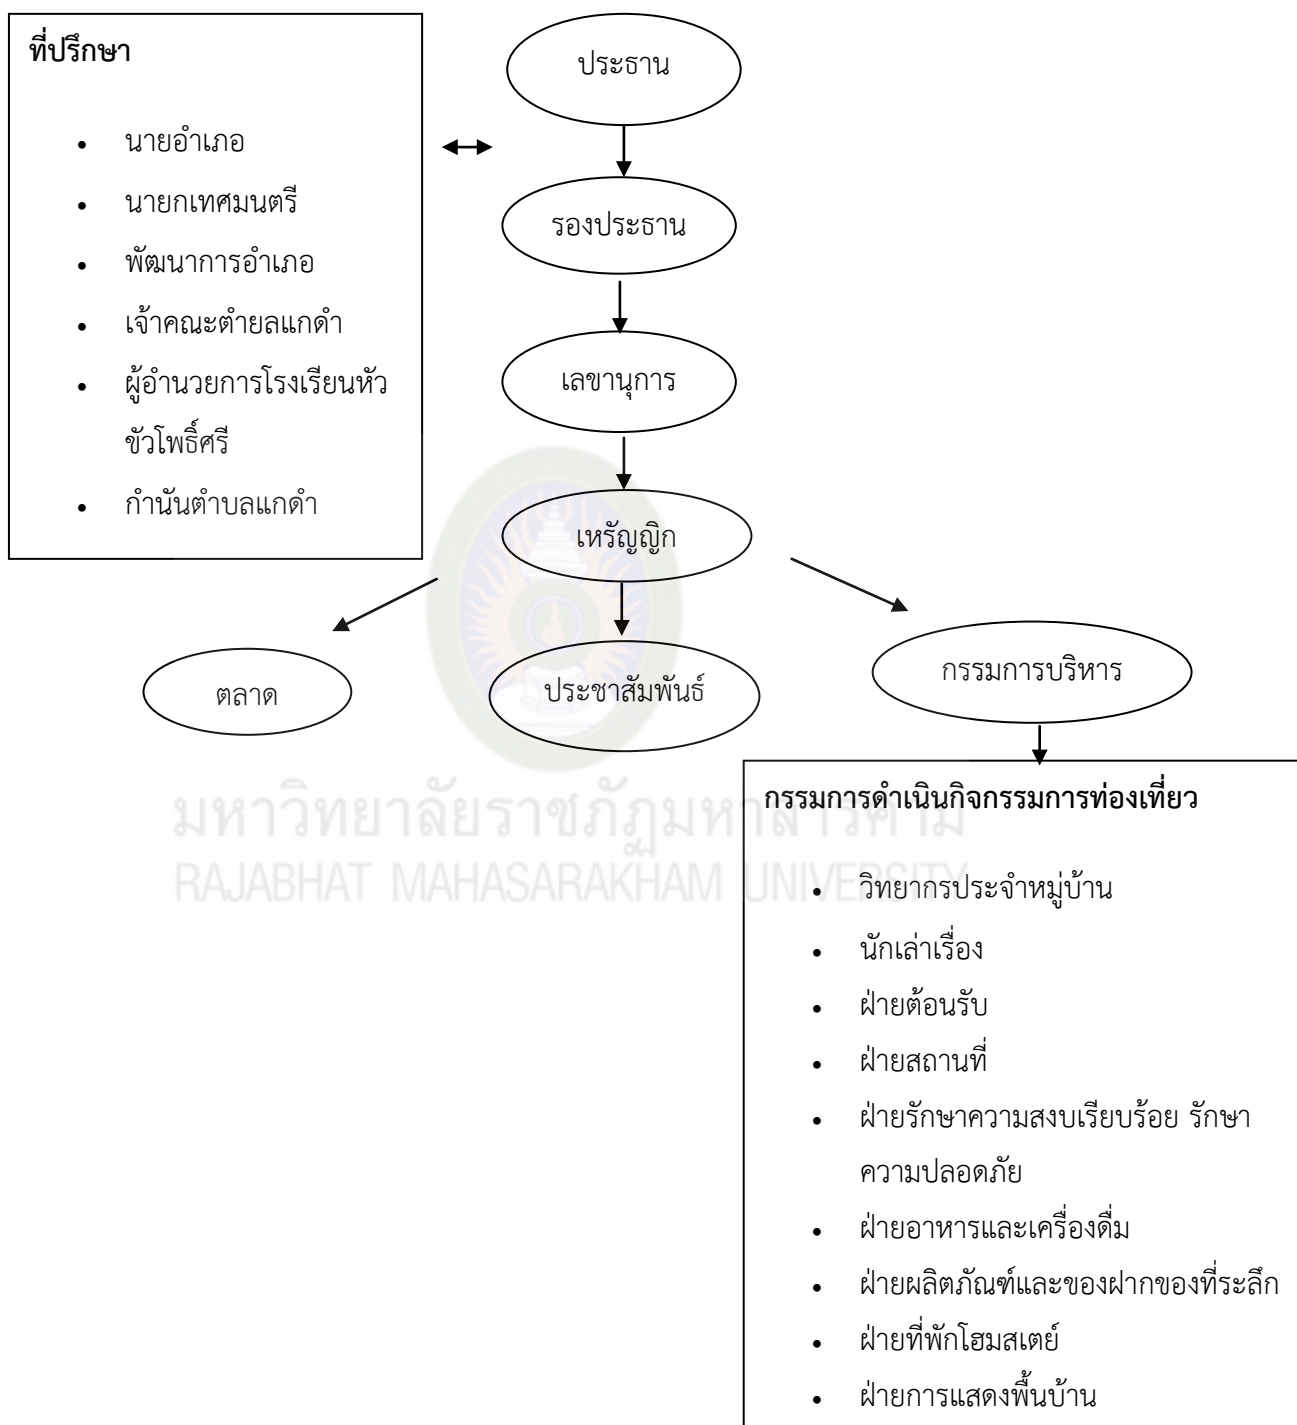 ที่ปรึกษา
นายอำเภอ
นายกเทศมนตรี
พัฒนาการอำเภอ
เจ้าคณะตำยลแกดำ
ผู้อำนวยการโรงเรียนหัว
ขัวโพธิ์ศรี
กำนันตำบลแกดำ
ประธาน
รองประธาน
เลขานุการ
เหรัญญิก
ตลาด
ประชาสัมพันธ์
กรรมการบริหาร
มหาวิทยาลัยราชภัฏมหาสารคาม
RAJABHAT MAHASARAKHAM UNIVERSITY
กรรมการดำเนินกิจกรรมการท่องเที่ยว
วิทยากรประจำหมู่บ้าน
นักเล่าเรื่อง
ฝ่ายต้อนรับ
ฝ่ายสถานที่
ฝ่ายรักษาความสงบเรียบร้อย รักษา
ความปลอดภัย
ฝ่ายอาหารและเครื่องดื่ม
ฝ่ายผลิตภัณฑ์และของฝากของที่ระลึก
ฝ่ายที่พักโฮมสเตย์
ฝ่ายการแสดงพื้นบ้าน